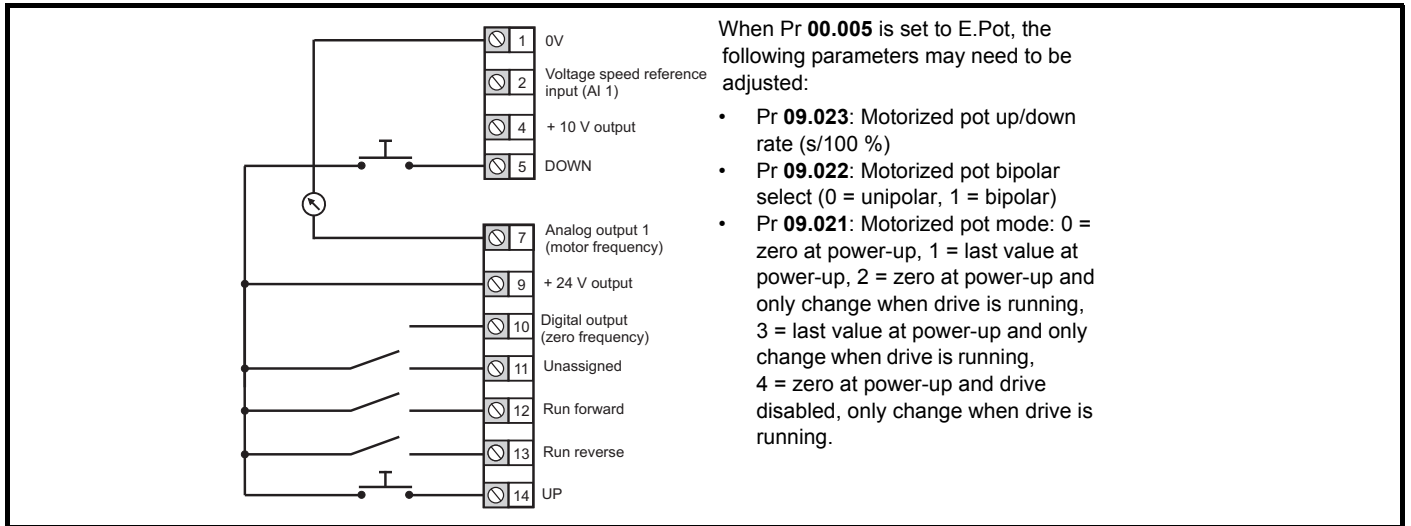 1 0V
2 Voltage speed reference
input (AI 1)
4 + 10 V output
5 DOWN
7 Analog output 1
(motor frequency)
9 + 24 V output
10 Digital output
(zero frequency)
11 Unassigned
12 Run forward
13 Run reverse
14 UP
When Pr 00.005 is set to E.Pot, the
following parameters may need to be
adjusted:
• Pr 09.023: Motorized pot up/down
rate (s/100 %)
• Pr 09.022: Motorized pot bipolar
select (0 = unipolar, 1 = bipolar)
• Pr 09.021: Motorized pot mode: 0 =
zero at power-up, 1 = last value at
power-up, 2 = zero at power-up and
only change when drive is running,
3 = last value at power-up and only
change when drive is running,
4 = zero at power-up and drive
disabled, only change when drive is
running.